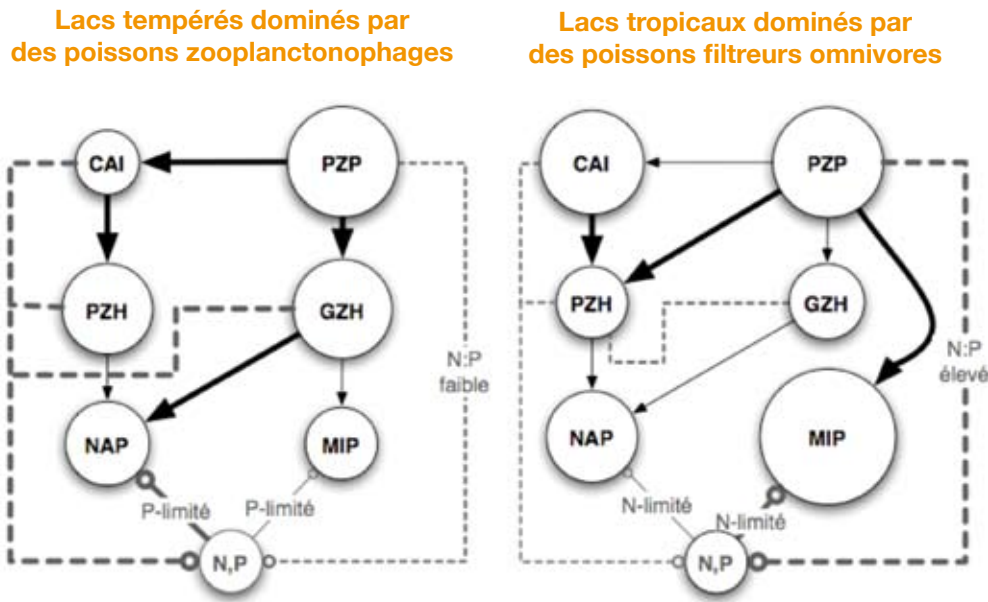 Lacs tempérés dominés par
des poissons zooplanctonophages
CAI
PZP
PZH
GZH
N:P
faible
NAP
MIP
P-limité
P-limité
N,P
Lacs tropicaux dominés par
des poissons filtreurs omnivores
CAI
PZP
PZH
GZH
N:P
élevé
NAP
MIP
N-limité
N-limité
N,P